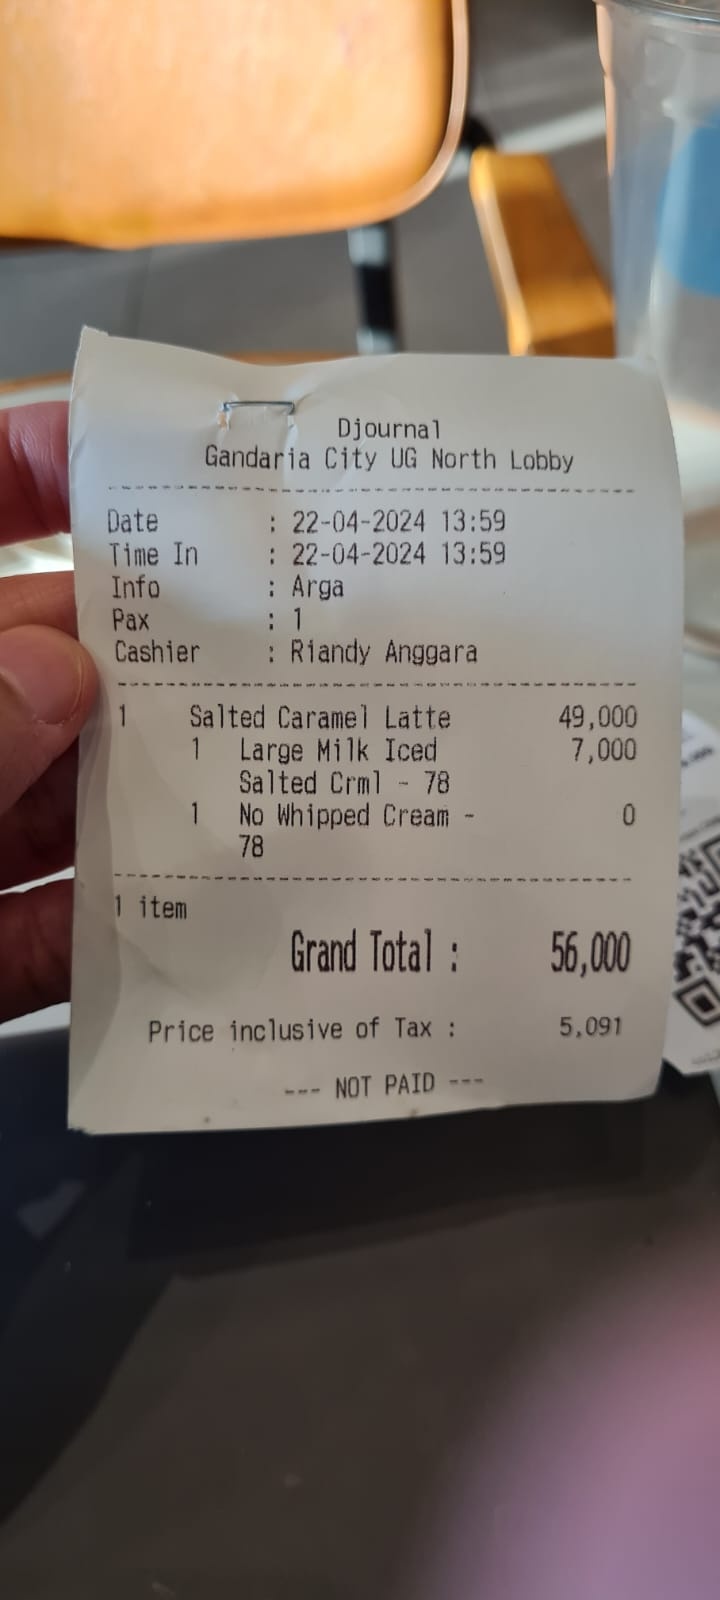 Djournal
Gandaria City UG North Lobby
--------------------------------
Date : 22-04-2024 13:59
Time In : 22-04-2024 13:59
Info : Arga
Pax : 1
Cashier : Riandy Anggara
--------------------------------
1 Salted Caramel Latte 49,000
1 Large Milk Iced 7,000
Salted Crml - 78
1 No Whipped Cream - 0
78
--------------------------------
1 item
Grand Total : 56,000
Price inclusive of Tax : 5,091
--- NOT PAID ---